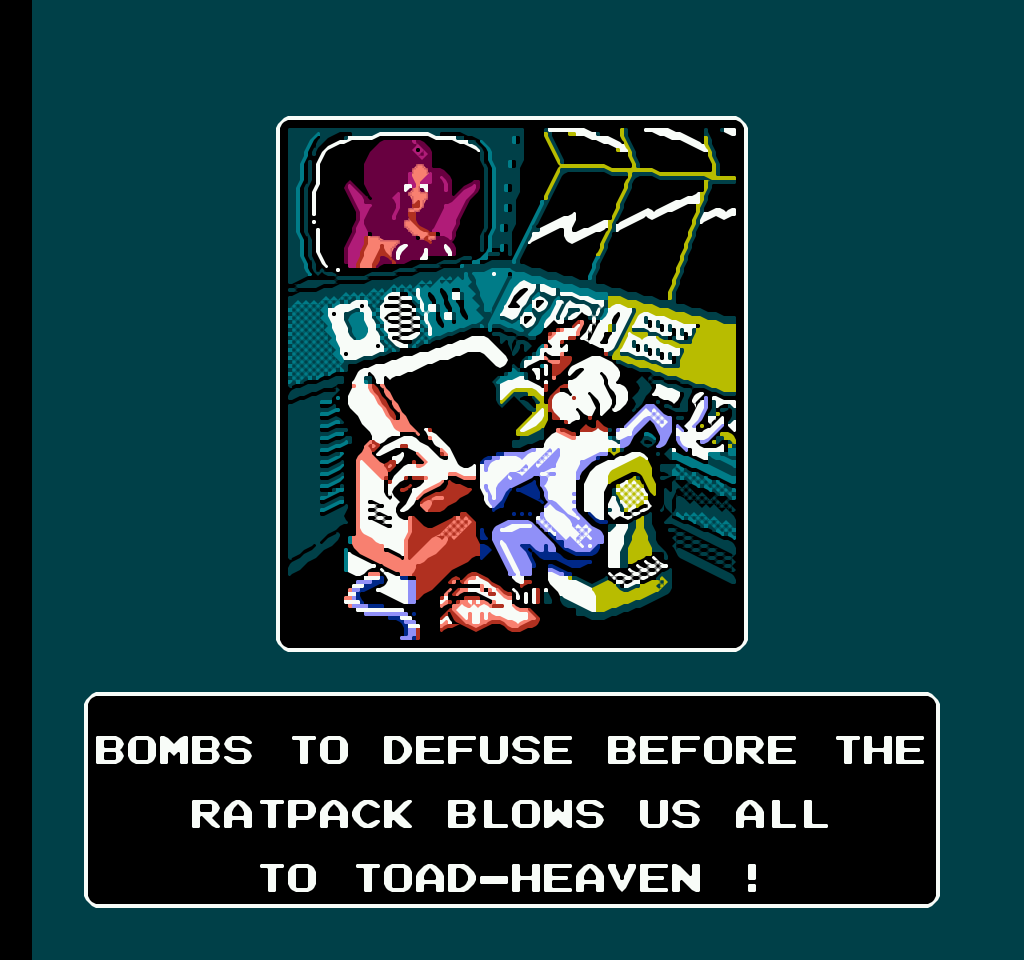 BOMBS TO DEFUSE BEFORE THE
RATPACK BLOWS US ALL
TO TOAD-HEAVEN !